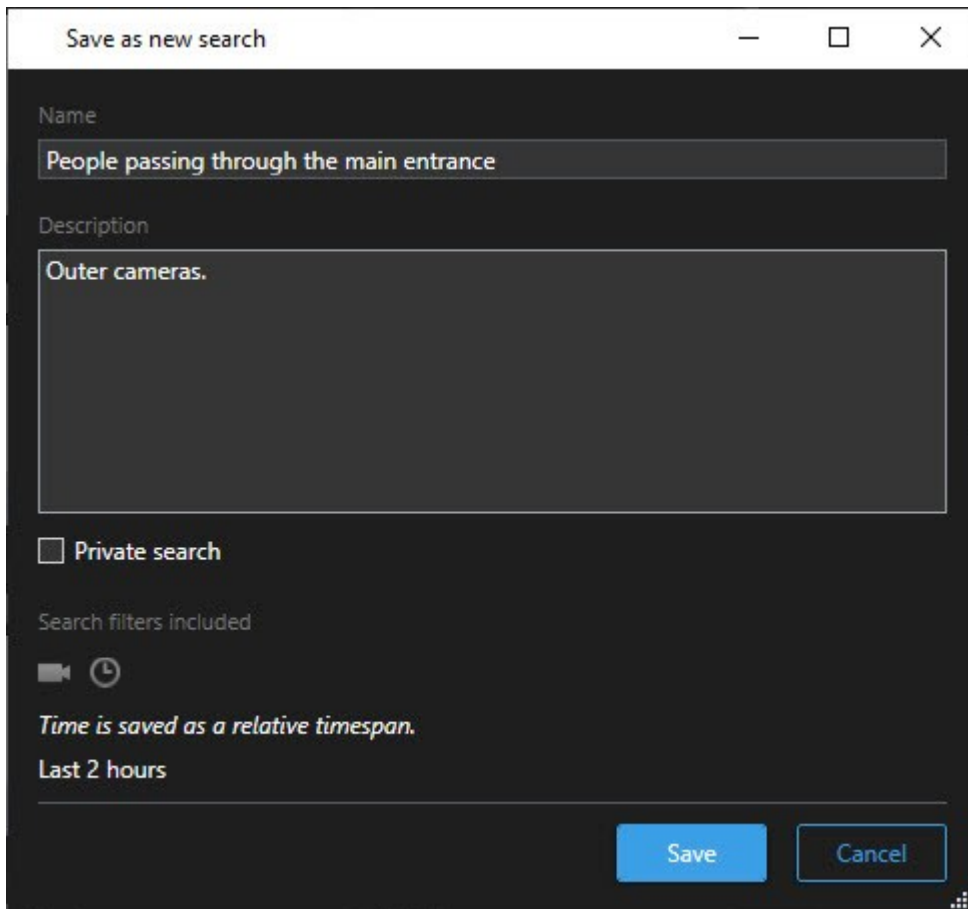 Save as new search
Name
People passing through the main entrance
Description
Outer cameras.
Private search
Search filters included
Time is saved as a relative timespan.
Last 2 hours
Save
Cancel